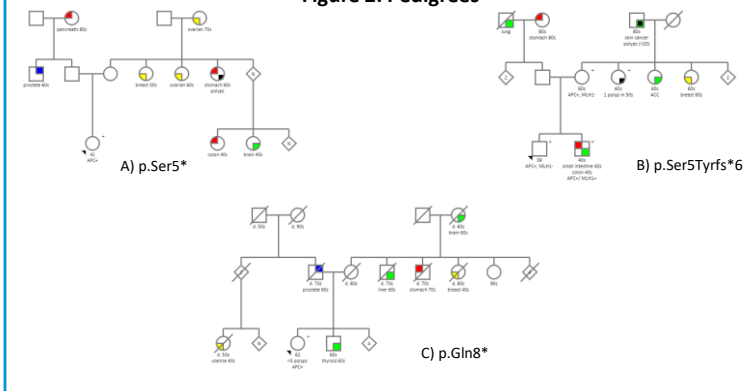 Figure 2: Pedigrees
pancreatic 80s
ovarian 70s
prostate 60s
breast 50s
ovarian 60s
stomach 60s
polyps
N
41
APC+
colon 40s
brain 40s
N
A) p.Ser5*
lung
80s
stomach 80s
80s
skin cancer
polyps (<10)
60s
APC+, MLH1-
60s
1 polyp in 50s
60s
ACC
60s
breast 60s
39
APC+, MLH1-
40s
small intestine 40s
colon 40s
APC+/ MLH1+
B) p.Ser5Tyrfs*6
d. 50s
d. 90s
d. 60s
brain 60s
d. 70s
prostate 60s
d. 80s
d. 70s
liver 60s
d. 70s
stomach 70s
d. 80s
breast 40s
90s
d. 50s
uterine 40s
N
62
<5 polyps
APC+
60s
thyroid 60s
C) p.Gln8*